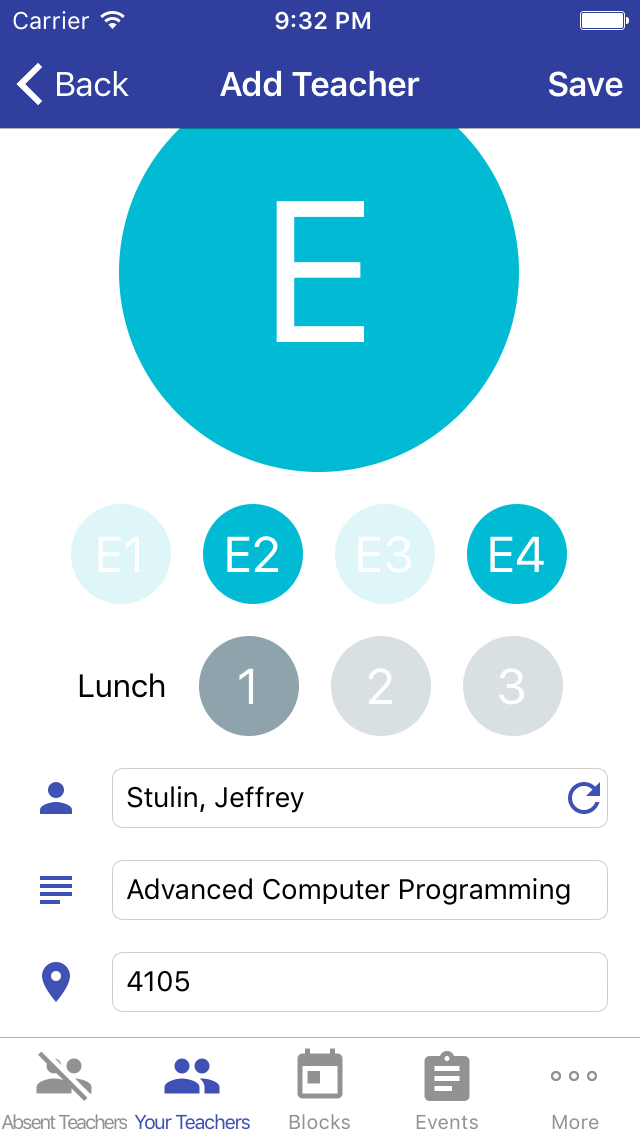 Carrier 9:32 PM
Back Add Teacher Save
E
E1 E2 E3 E4
Lunch 1 2 3
Stulin, Jeffrey
Advanced Computer Programming
4105
Absent Teachers Your Teachers Blocks Events More